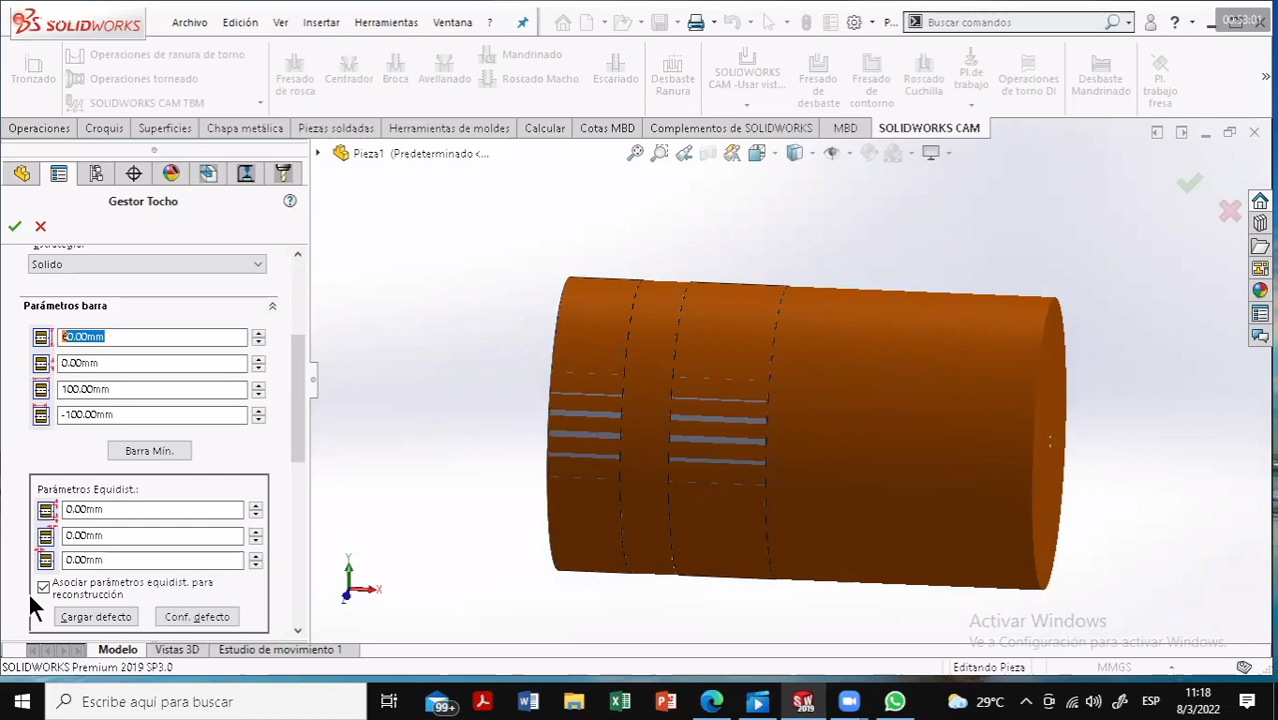 SOLIDWORKS
Archivo Edición Ver Insertar Herramientas Ventana ?
P...
Buscar comandos
?
00:53:01
Tronzado
Operaciones de ranura de torno
Operaciones torneado
SOLIDWORKS CAM TBM
Fresado de rosca
Centrador
Broca
Avellanado
Mandrinado
Roscado Macho
Escariado
Desbaste Ranura
SOLIDWORKS CAM -Usar vist...
Fresado de desbaste
Fresado de contorno
Roscado Cuchilla
Pl.de trabajo
Operaciones de torno DI
Desbaste Mandrinado
Pl. trabajo fresa
Operaciones Croquis Superficies Chapa metálica Piezas soldadas Herramientas de moldes Calcular Cotas MBD Complementos de SOLIDWORKS MBD SOLIDWORKS CAM
Pieza1 (Predeterminado <...
Gestor Tocho
Solido
Parámetros barra
0.00mm
0.00mm
100.00mm
-100.00mm
Barra Mín.
Parámetros Equidist.:
0.00mm
0.00mm
0.00mm
Asociar parámetros equidist. para
reconstrucción
Cargar defecto Conf. defecto
Y
X
Z
Activar Windows
Ve a Configuración para activar Windows.
Modelo Vistas 3D Estudio de movimiento 1
SOLIDWORKS Premium 2019 SP3.0
Editando Pieza
MMGS
Escribe aquí para buscar
99+
SW
2019
29°C
ESP
11:18
8/3/2022